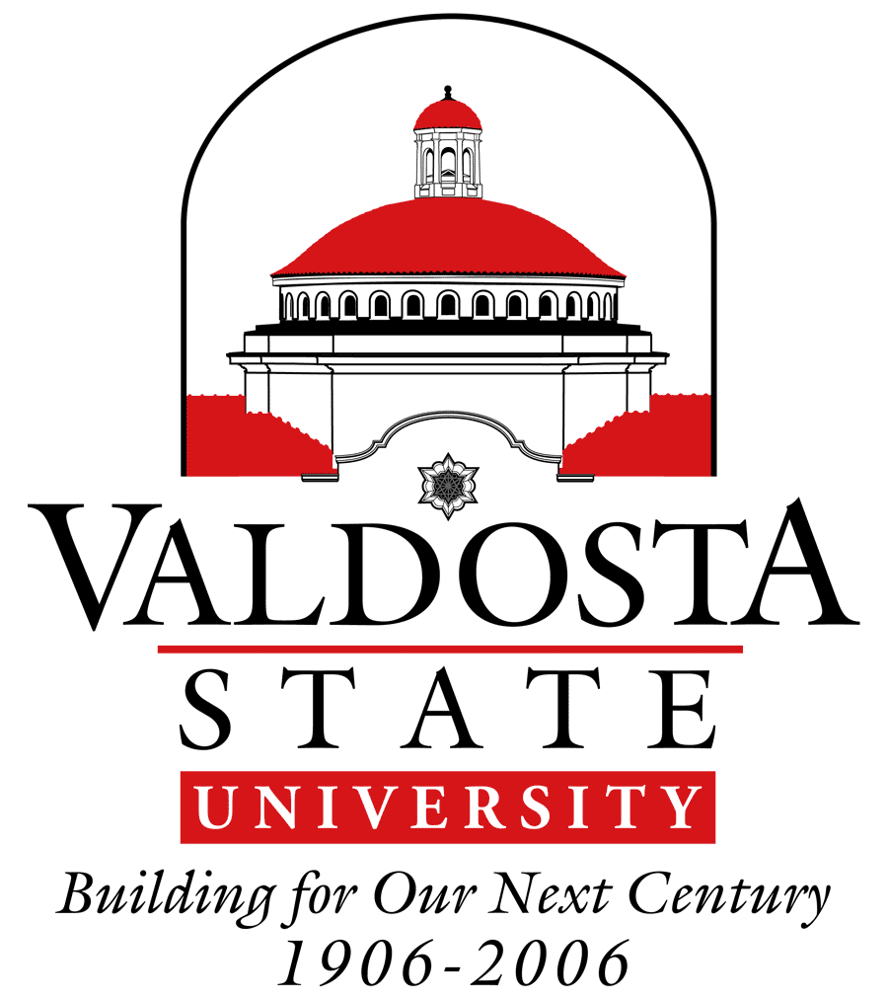 VALDOSTA
STATE
UNIVERSITY
Building for Our Next Century
1906-2006